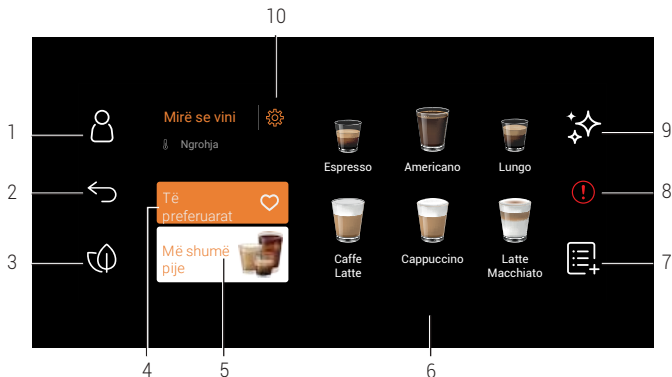 10
Mirë se vini
Ngrohja
1
2
3
Të
preferuarat
Më shumë
pije
Espresso
Americano
Lungo
Caffe
Latte
Cappuccino
Latte
Macchiato
9
8
7
4
5
6